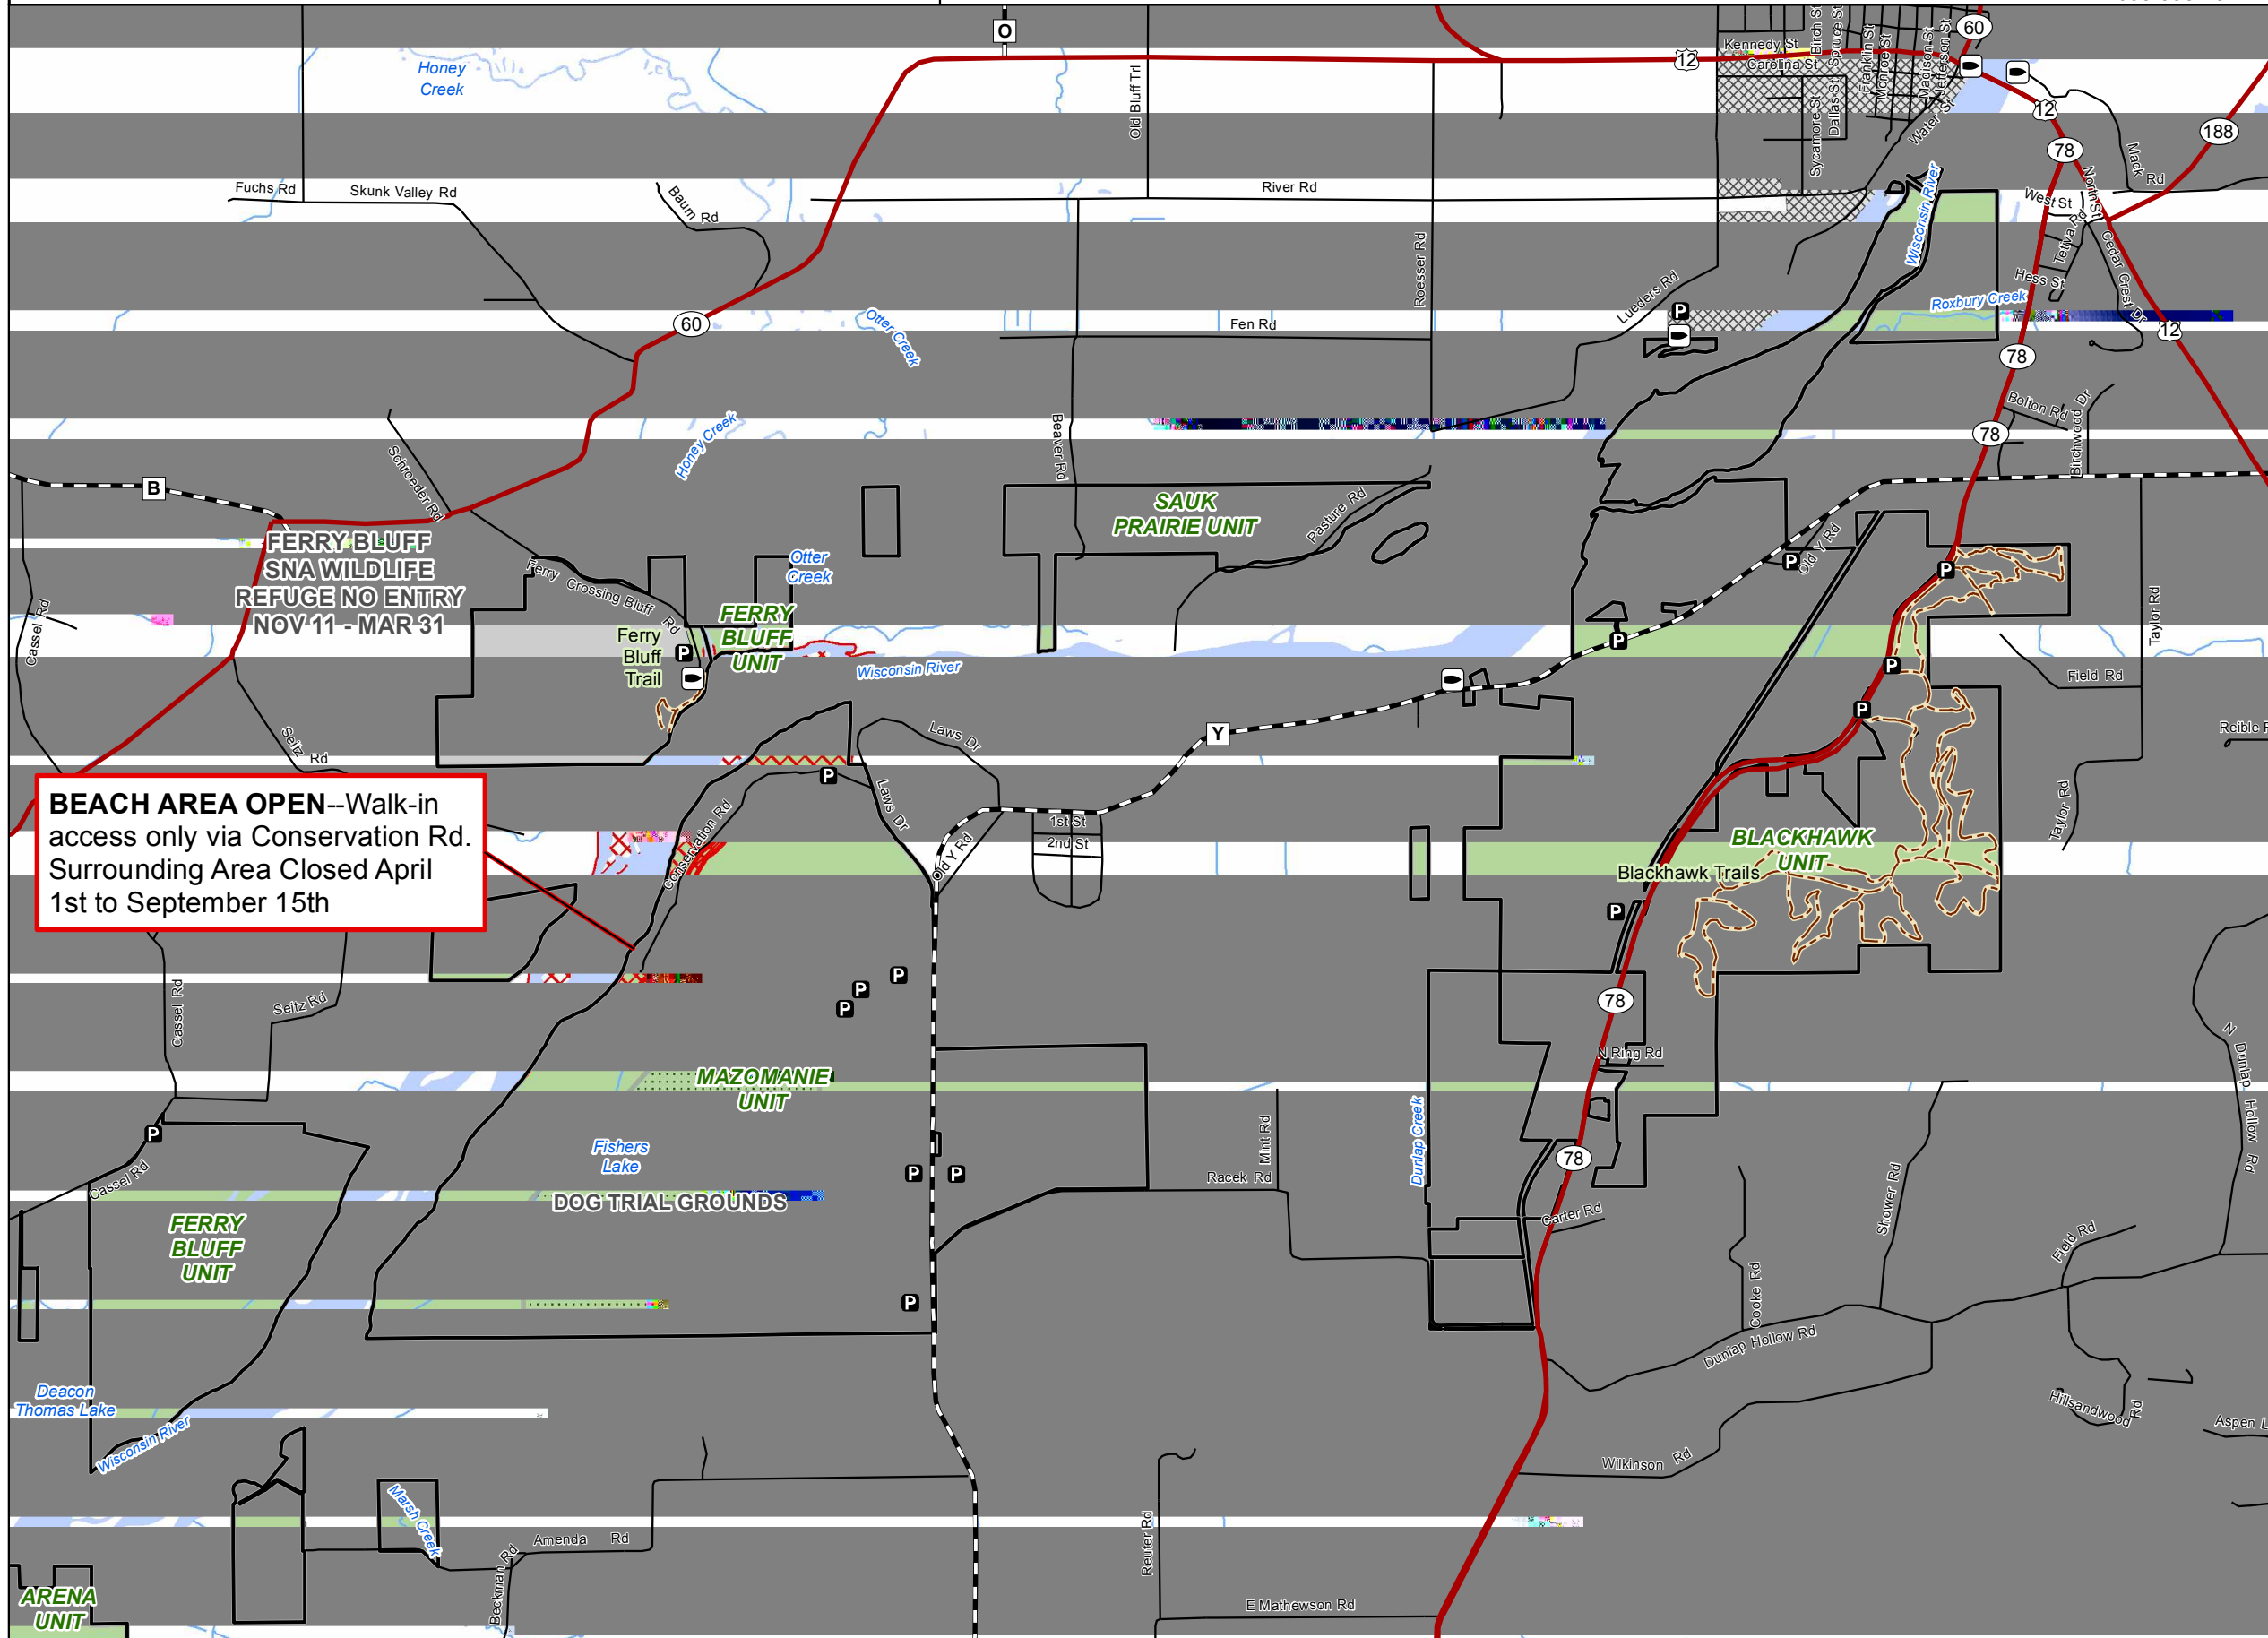 O
60
Kennedy St
12
Carolina St
Birch St
Spruce St
Franklin St
Monroe St
Madison St
Jefferson St
Sycamore St
Dallas St
Water St
Honey
Creek
Old Bluff Trl
12
188
78
Mack
Rd
Fuchs Rd
Skunk Valley Rd
Baum Rd
River Rd
Wisconsin River
West St
North St
Tetiva Rd
Cedar Crest Dr
Hess St
Roesser Rd
Lueders Rd
P
Roxbury Creek
60
Otter
Creek
Fen Rd
12
78
Bolton Rd
Birchwood Dr
78
Honey Creek
Beaver Rd
Schroeder Rd
B
SAUK
PRAIRIE UNIT
Pasture Rd
FERRY BLUFF
SNA WILDLIFE
REFUGE NO ENTRY
NOV 11 - MAR 31
Otter
Creek
Ferry Crossing Bluff Rd
P
Old Y Rd
P
Cassel Rd
FERRY
BLUFF
UNIT
Ferry
Bluff
Trail
P
Wisconsin River
P
P
Taylor Rd
Field Rd
P
Seitz Rd
Laws Dr
Y
BEACH AREA OPEN--Walk-in
access only via Conservation Rd.
Surrounding Area Closed April
1st to September 15th
P
Conservation Rd
Laws Dr
Old Y Rd
1st St
2nd St
BLACKHAWK
UNIT
Blackhawk Trails
Taylor Rd
P
P
P
P
Cassel Rd
Seitz Rd
78
N Ring Rd
N Dunlap Hollow Rd
MAZOMANIE
UNIT
P
Cassel Rd
Fishers
Lake
P
P
Mint Rd
Racek Rd
Dunlap Creek
78
DOG TRIAL GROUNDS
Carter Rd
Shower Rd
Field Rd
FERRY
BLUFF
UNIT
P
Cooke Rd
Dunlap Hollow Rd
Deacon
Thomas Lake
Wisconsin River
Hillsandwood Rd
Wilkinson Rd
Marsh Creek
Amenda Rd
Beckman Rd
Reuter Rd
E Mathewson Rd
ARENA
UNIT